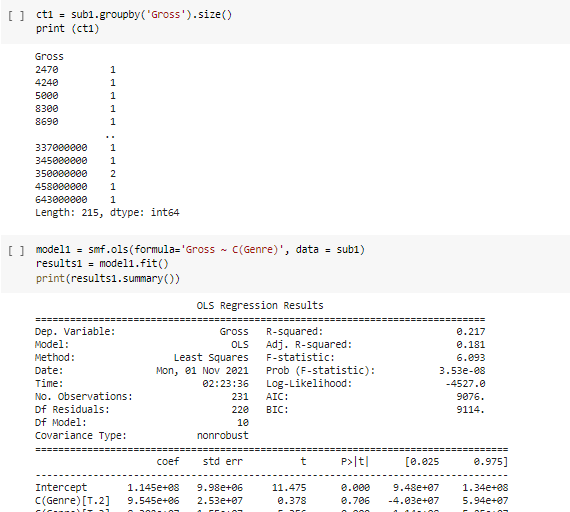 [ ] ct1 = sub1.groupby('Gross').size()
print (ct1)
Gross
2470 1
4240 1
5000 1
8300 1
8690 1
..
337000000 1
345000000 1
350000000 2
458000000 1
643000000 1
Length: 215, dtype: int64
[ ] model1 = smf.ols(formula='Gross ~ C(Genre)', data = sub1)
results1 = model1.fit()
print(results1.summary())
OLS Regression Results
==============================================================================
Dep. Variable: Gross R-squared: 0.217
Model: OLS Adj. R-squared: 0.181
Method: Least Squares F-statistic: 6.093
Date: Mon, 01 Nov 2021 Prob (F-statistic): 3.53e-08
Time: 02:23:36 Log-Likelihood: -4527.0
No. Observations: 231 AIC: 9076.
Df Residuals: 220 BIC: 9114.
Df Model: 10
Covariance Type: nonrobust
==================================================================================
coef std err t P>|t| [0.025 0.975]
----------------------------------------------------------------------------------
Intercept 1.145e+08 9.98e+06 11.475 0.000 9.48e+07 1.34e+08
C(Genre)[T.2] 9.545e+06 2.53e+07 0.378 0.706 -4.03e+07 5.94e+07